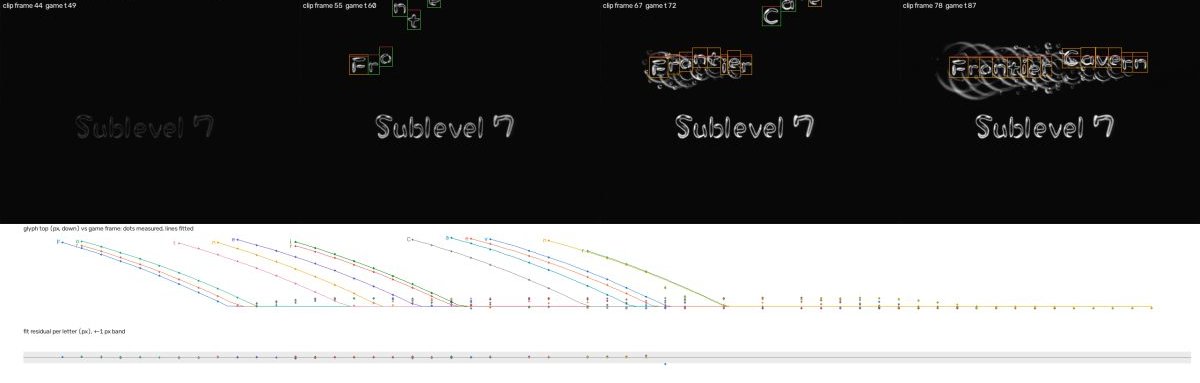 clip frame 44 game t 49
clip frame 55 game t 60
clip frame 67 game t 72
clip frame 78 game t 87
n
t
e
F r o
C
a
e
Frontier
Frontier
Cavern
Sublevel 7
Sublevel 7
Sublevel 7
Sublevel 7
glyph top (px, down) vs game frame: dots measured, lines fitted
fit residual per letter (px), +-1 px band